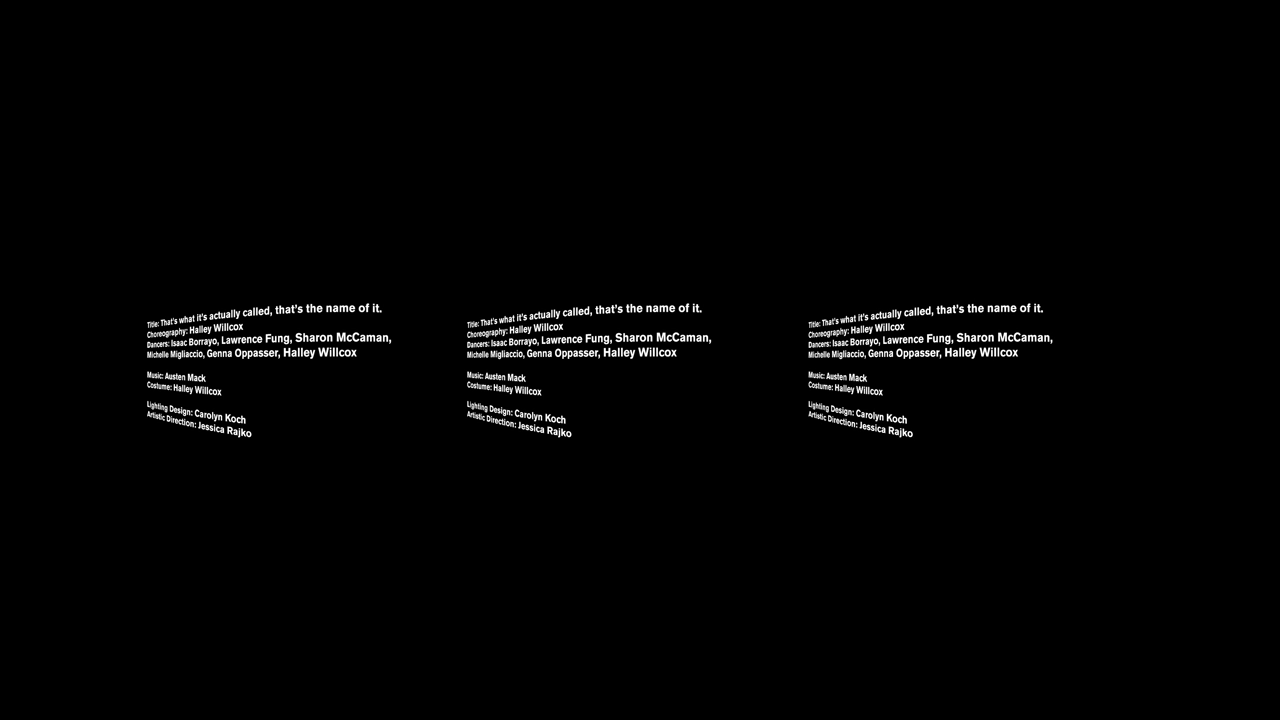 Title: That's what it's actually called, that's the name of it.
Choreography: Halley Willcox
Dancers: Isaac Borrayo, Lawrence Fung, Sharon McCaman,
Michelle Migliaccio, Genna Oppasser, Halley Willcox
Music: Austen Mack
Costume: Halley Willcox
Lighting Design: Carolyn Koch
Artistic Direction: Jessica Rajko
Title: That's what it's actually called, that's the name of it.
Choreography: Halley Willcox
Dancers: Isaac Borrayo, Lawrence Fung, Sharon McCaman,
Michelle Migliaccio, Genna Oppasser, Halley Willcox
Music: Austen Mack
Costume: Halley Willcox
Lighting Design: Carolyn Koch
Artistic Direction: Jessica Rajko
Title: That's what it's actually called, that's the name of it.
Choreography: Halley Willcox
Dancers: Isaac Borrayo, Lawrence Fung, Sharon McCaman,
Michelle Migliaccio, Genna Oppasser, Halley Willcox
Music: Austen Mack
Costume: Halley Willcox
Lighting Design: Carolyn Koch
Artistic Direction: Jessica Rajko